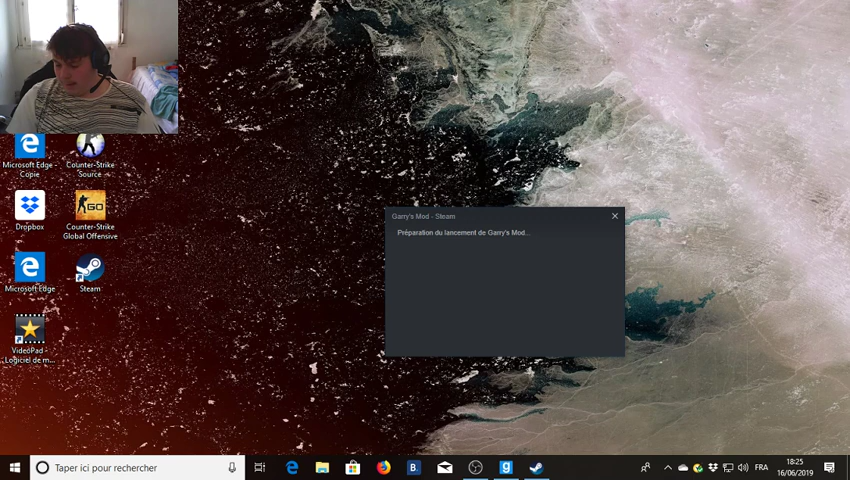 Microsoft Edge -
Copie
Counter-Strike
Source
Dropbox
GO
Counter-Strike
Global Offensive
Microsoft Edge
Steam
VideoPad -
Logiciel de m...
Garry's Mod - Steam
Préparation du lancement de Garry's Mod...
Taper ici pour rechercher
B.
g
FRA
18:25
16/06/2019